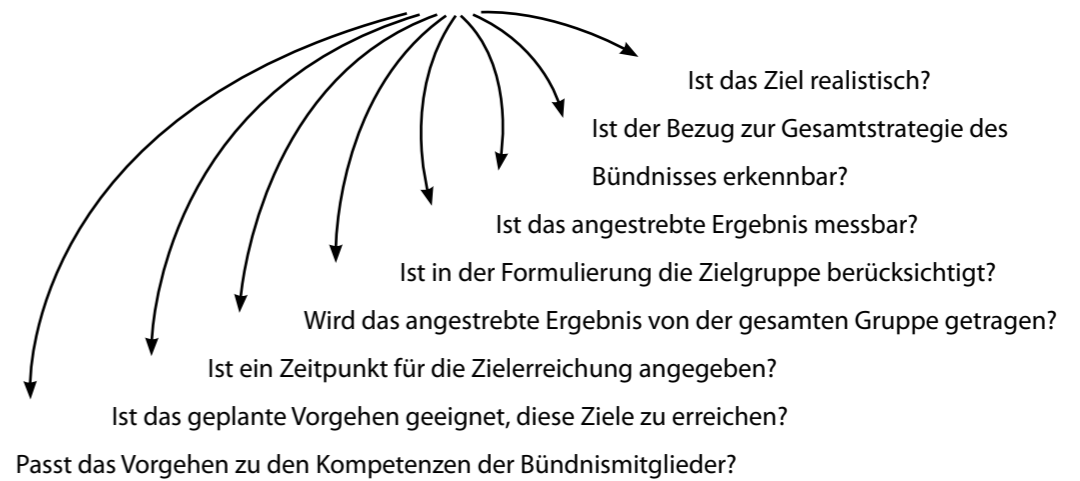 Ist das Ziel realistisch?
Ist der Bezug zur Gesamtstrategie des
Bündnisses erkennbar?
Ist das angestrebte Ergebnis messbar?
Ist in der Formulierung die Zielgruppe berücksichtigt?
Wird das angestrebte Ergebnis von der gesamten Gruppe getragen?
Ist ein Zeitpunkt für die Zielerreichung angegeben?
Ist das geplante Vorgehen geeignet, diese Ziele zu erreichen?
Passt das Vorgehen zu den Kompetenzen der Bündnismitglieder?